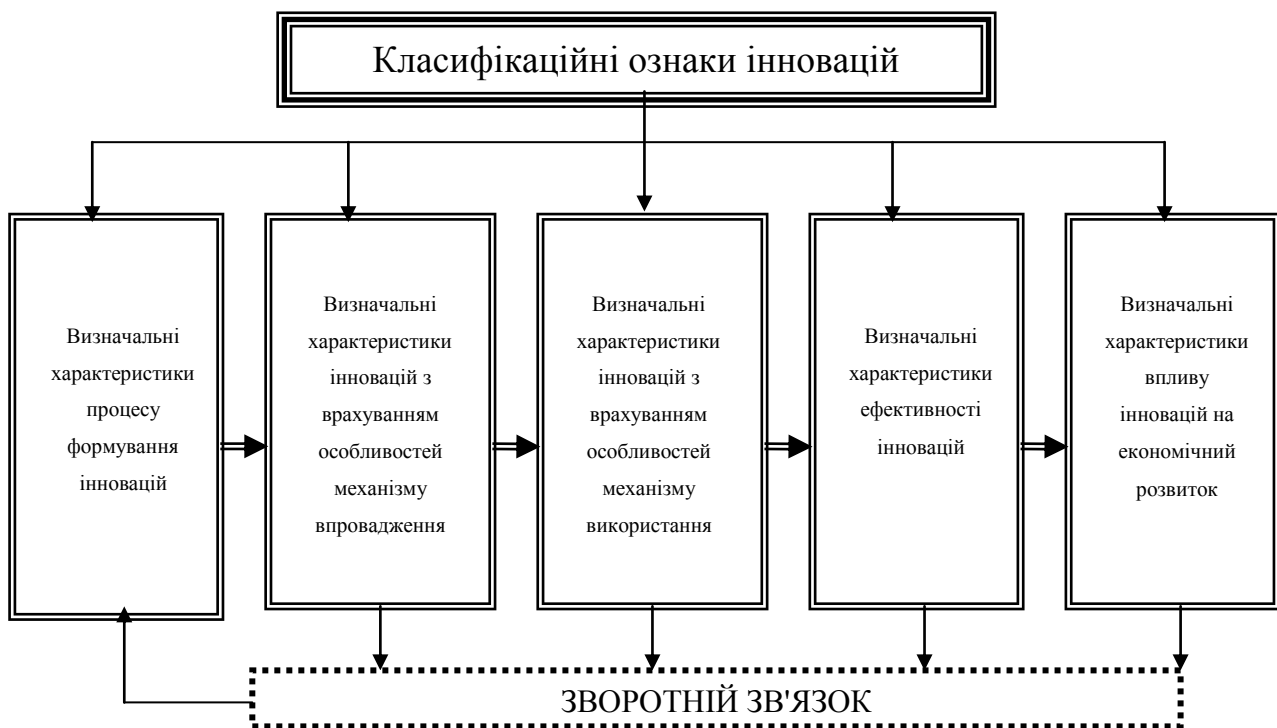 Класифікаційні ознаки інновацій
Визначальні
характеристики
процесу
формування
інновацій
Визначальні
характеристики
інновацій з
врахуванням
особливостей
механізму
впровадження
Визначальні
характеристики
інновацій з
врахуванням
особливостей
механізму
використання
Визначальні
характеристики
ефективності
інновацій
Визначальні
характеристики
впливу
інновацій на
економічний
розвиток
ЗВОРОТНІЙ ЗВ'ЯЗОК